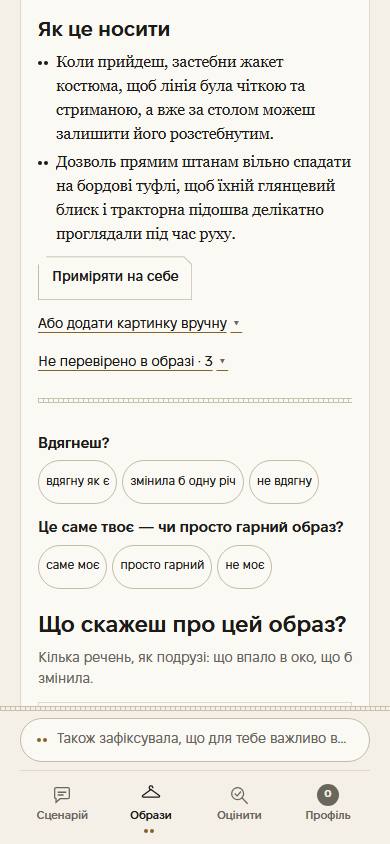 Як це носити
•• Коли прийдеш, застебни жакет
костюма, щоб лінія була чіткою та
стриманою, а вже за столом можеш
залишити його розстебнутим.
•• Дозволь прямим штанам вільно спадати
на бордові туфлі, щоб їхній глянцевий
блиск і тракторна підошва делікатно
проглядали під час руху.
Приміряти на себе
Або додати картинку вручну ▾
Не перевірено в образі · 3 ▾
Вдягнеш?
вдягну як є змінила б одну річ не вдягну
Це саме твоє — чи просто гарний образ?
саме моє просто гарний не моє
Що скажеш про цей образ?
Кілька речень, як подрузі: що впало в око, що б
змінила.
•• Також зафіксувала, що для тебе важливо в...
Сценарій Образи Оцінити 0 Профіль